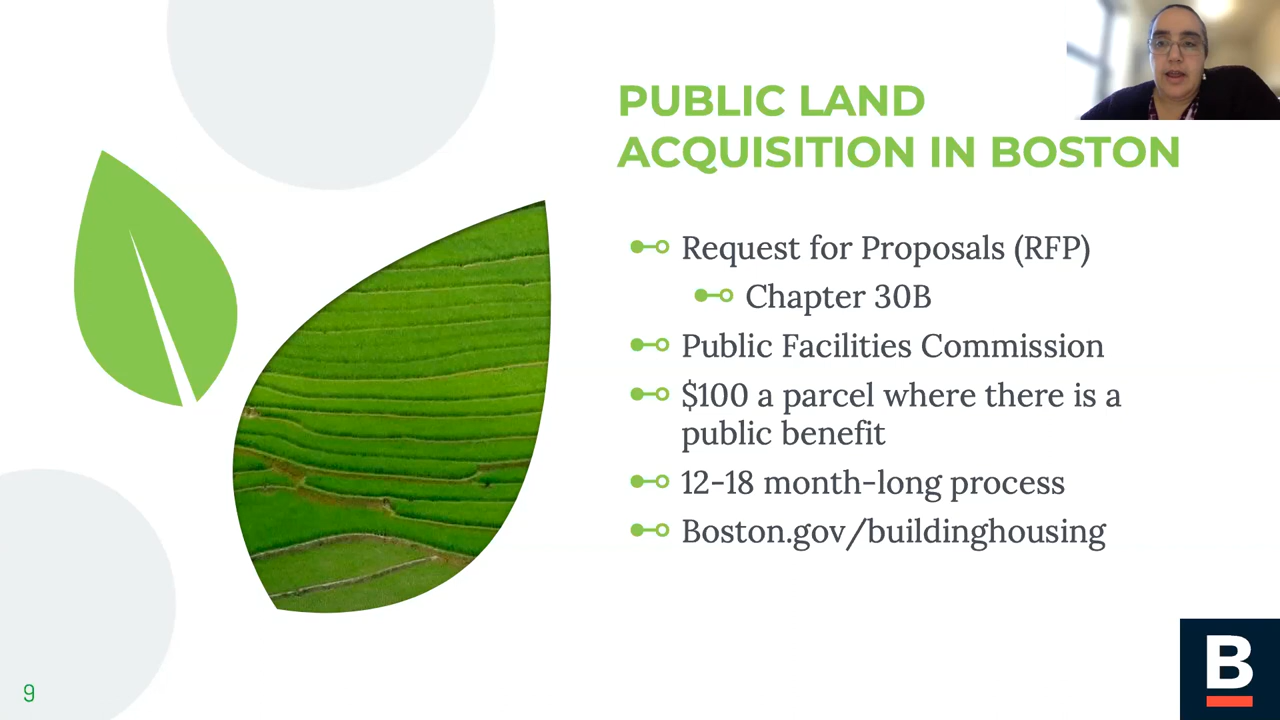 PUBLIC LAND
ACQUISITION IN BOSTON
Request for Proposals (RFP)
Chapter 30B
Public Facilities Commission
$100 a parcel where there is a
public benefit
12-18 month-long process
Boston.gov/buildinghousing
9
B